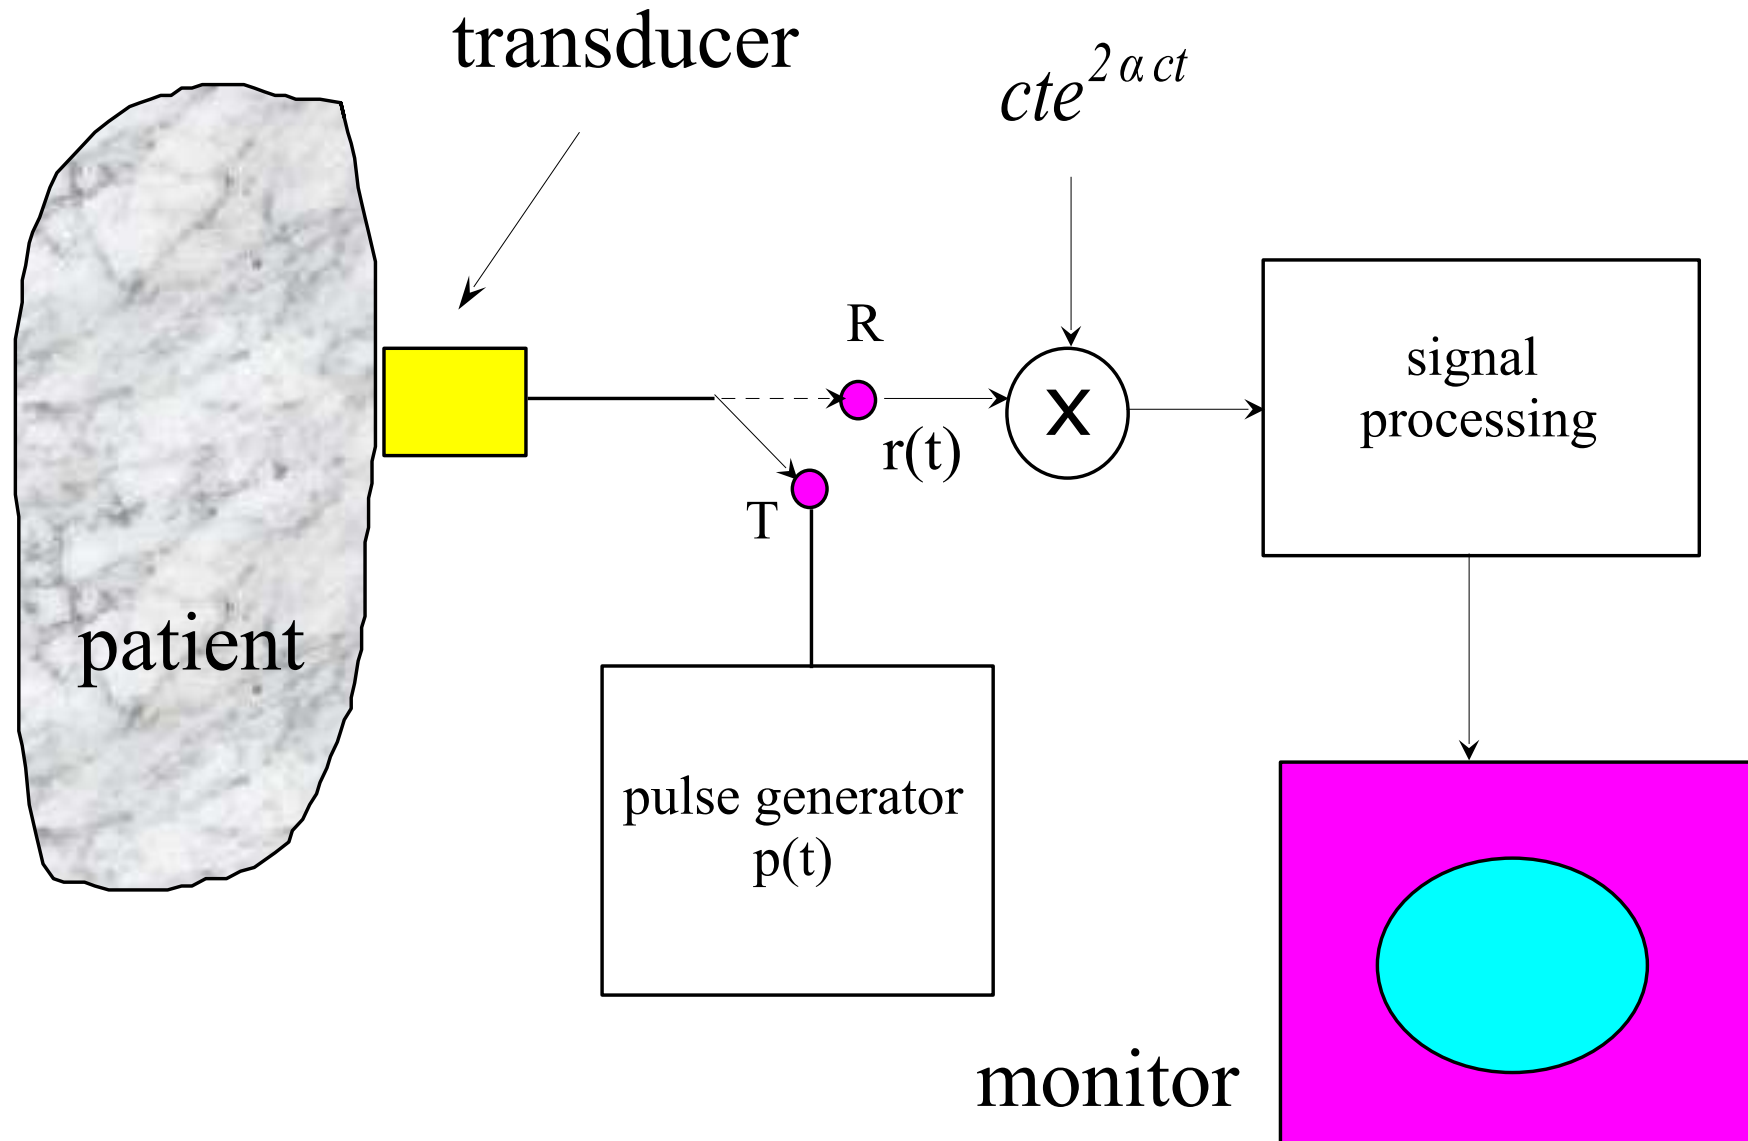 transducer
cte^{2αct}
R
r(t)
T
X
signal
processing
patient
pulse generator
p(t)
monitor